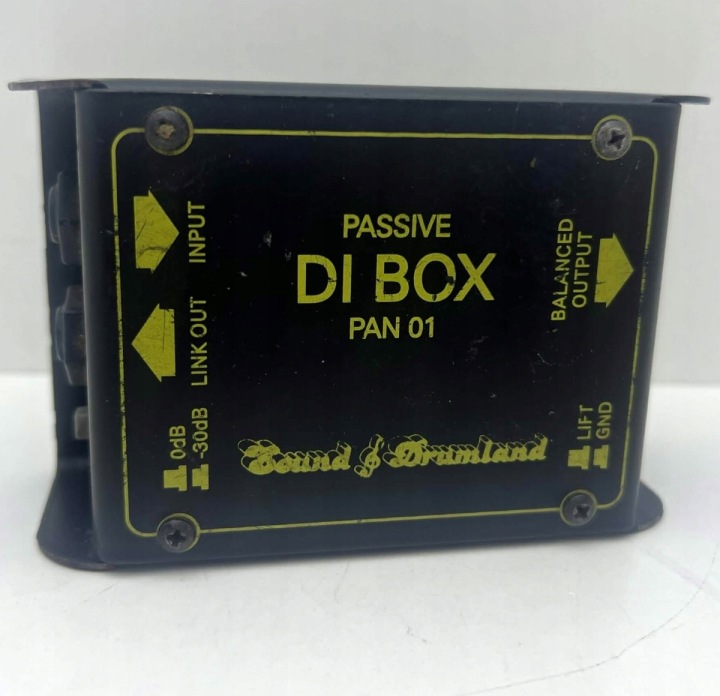 INPUT
LINK OUT
0dB
-30dB
PASSIVE
DI BOX
PAN 01
Sound & Drumland
BALANCED
OUTPUT
LIFT
GND